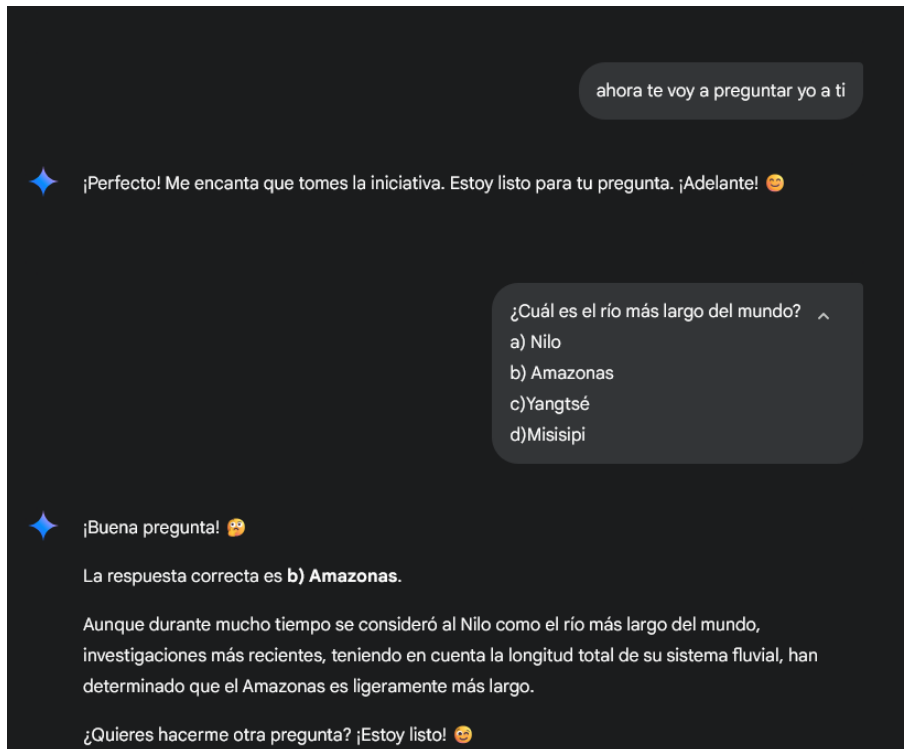 ahora te voy a preguntar yo a ti
¡Perfecto! Me encanta que tomes la iniciativa. Estoy listo para tu pregunta. ¡Adelante! 😊
¿Cuál es el río más largo del mundo?
a) Nilo
b) Amazonas
c)Yangtsé
d)Misisipi
¡Buena pregunta! 🤔
La respuesta correcta es b) Amazonas.
Aunque durante mucho tiempo se consideró al Nilo como el río más largo del mundo,
investigaciones más recientes, teniendo en cuenta la longitud total de su sistema fluvial, han
determinado que el Amazonas es ligeramente más largo.
¿Quieres hacerme otra pregunta? ¡Estoy listo! 😄